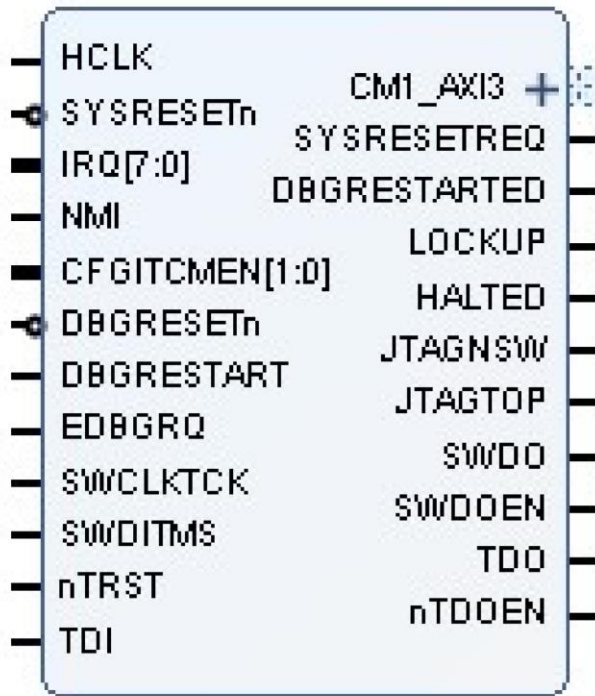 HCLK
SYSRESETn
IRQ[7:0]
NMI
CFGITCMEN[1:0]
DBGRESETn
DBGRESTART
EDBGRQ
SWCLKTCK
SWDITMS
nTRST
TDI
CM1_AXI3
SYSRESETREQ
DBGRESTARTED
LOCKUP
HALTED
JTAGNSW
JTAGTOP
SWDO
SWDOEN
TDO
nTDOEN